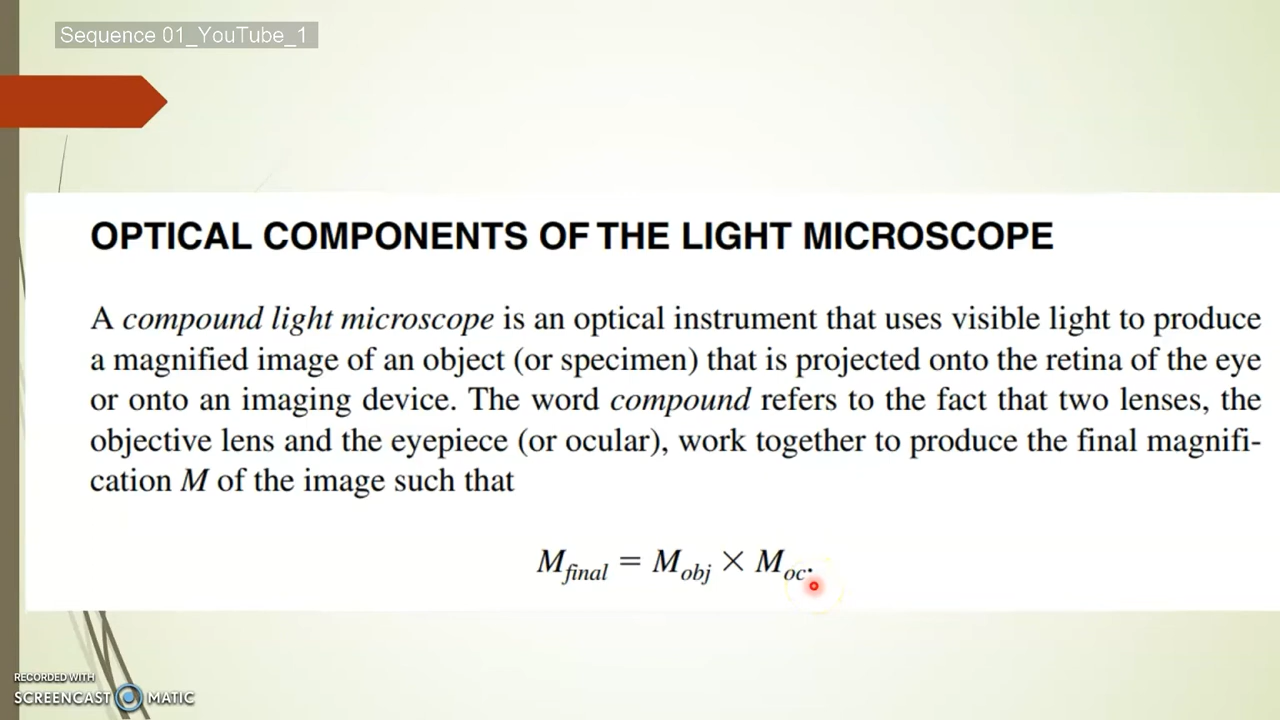 Sequence 01_YouTube_1
OPTICAL COMPONENTS OF THE LIGHT MICROSCOPE
A compound light microscope is an optical instrument that uses visible light to produce
a magnified image of an object (or specimen) that is projected onto the retina of the eye
or onto an imaging device. The word compound refers to the fact that two lenses, the
objective lens and the eyepiece (or ocular), work together to produce the final magnifi-
cation M of the image such that
M_final = M_obj × M_oc.
RECORDED WITH
SCREENCAST MATIC